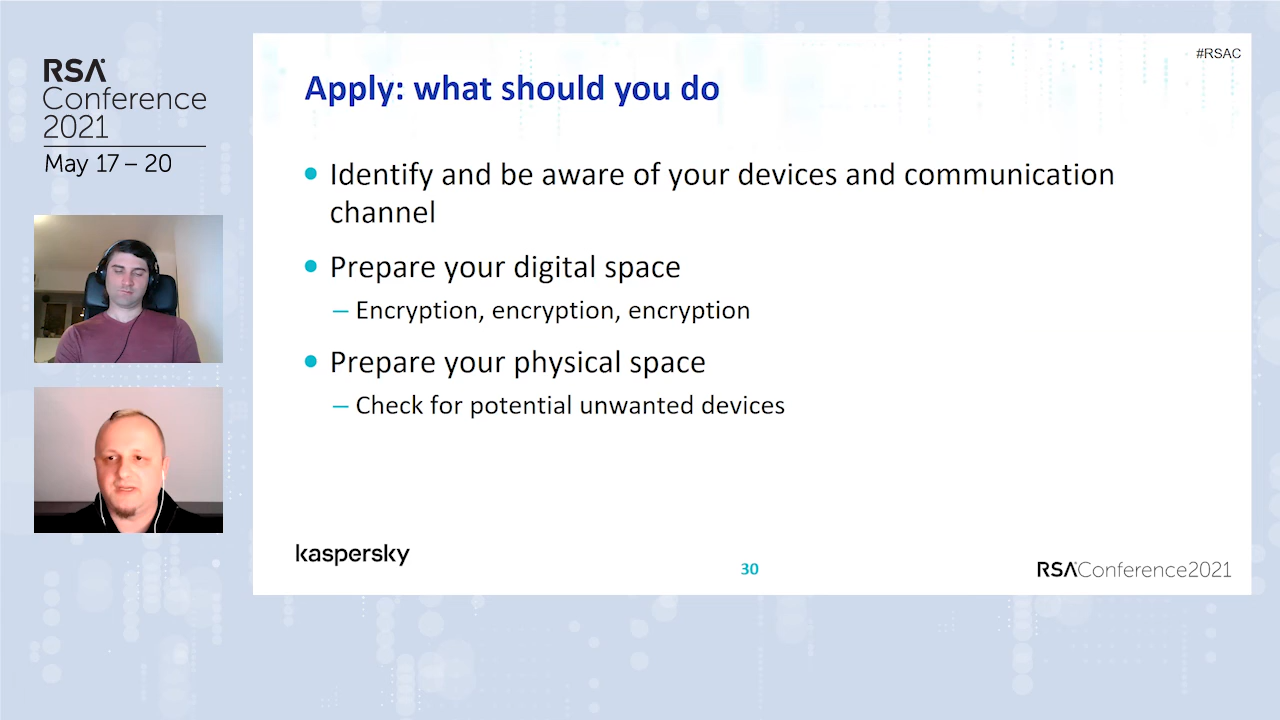 RSA
Conference
2021
May 17 – 20
#RSAC
Apply: what should you do
• Identify and be aware of your devices and communication
channel
• Prepare your digital space
– Encryption, encryption, encryption
• Prepare your physical space
– Check for potential unwanted devices
kaspersky
30
RSAConference2021